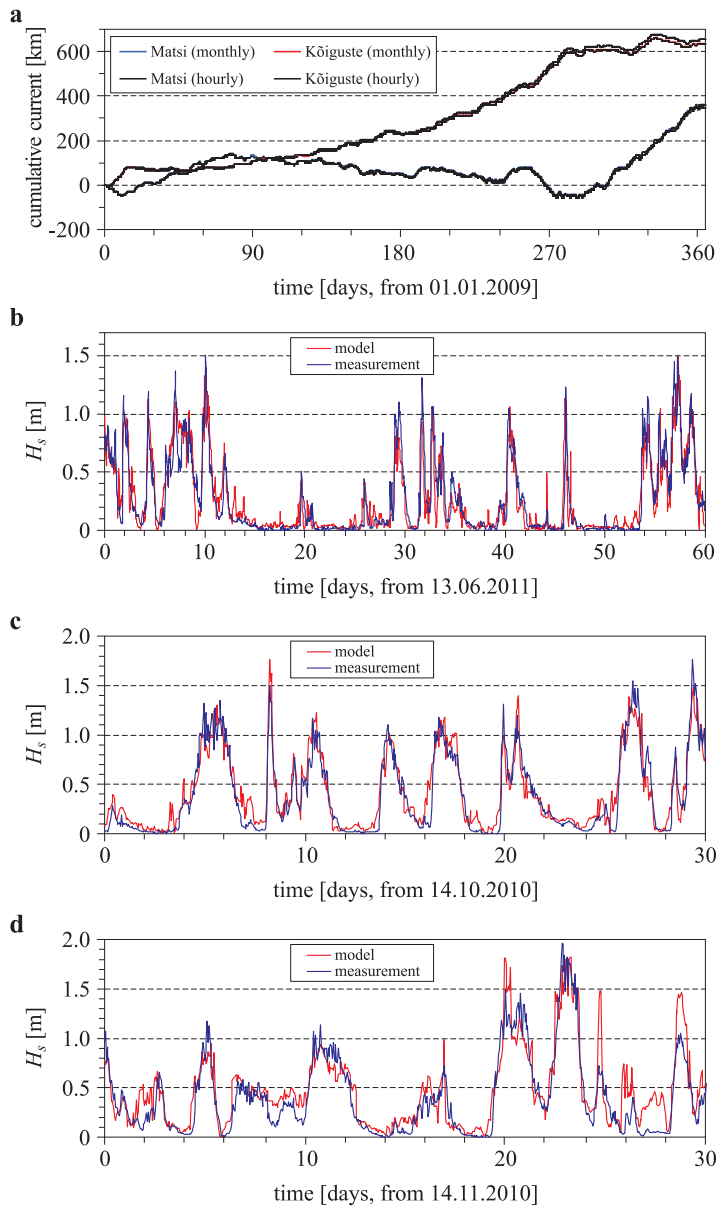 a
cumulative current [km]
600
400
200
0
-200
Matsi (monthly)
Kõiguste (monthly)
Matsi (hourly)
Kõiguste (hourly)
0 90 180 270 360
time [days, from 01.01.2009]
b
Hs [m]
1.5
1.0
0.5
0
model
measurement
0 10 20 30 40 50 60
time [days, from 13.06.2011]
c
Hs [m]
2.0
1.5
1.0
0.5
0
model
measurement
0 10 20 30
time [days, from 14.10.2010]
d
Hs [m]
2.0
1.5
1.0
0.5
0
model
measurement
0 2 10 20 30
time [days, from 14.11.2010]